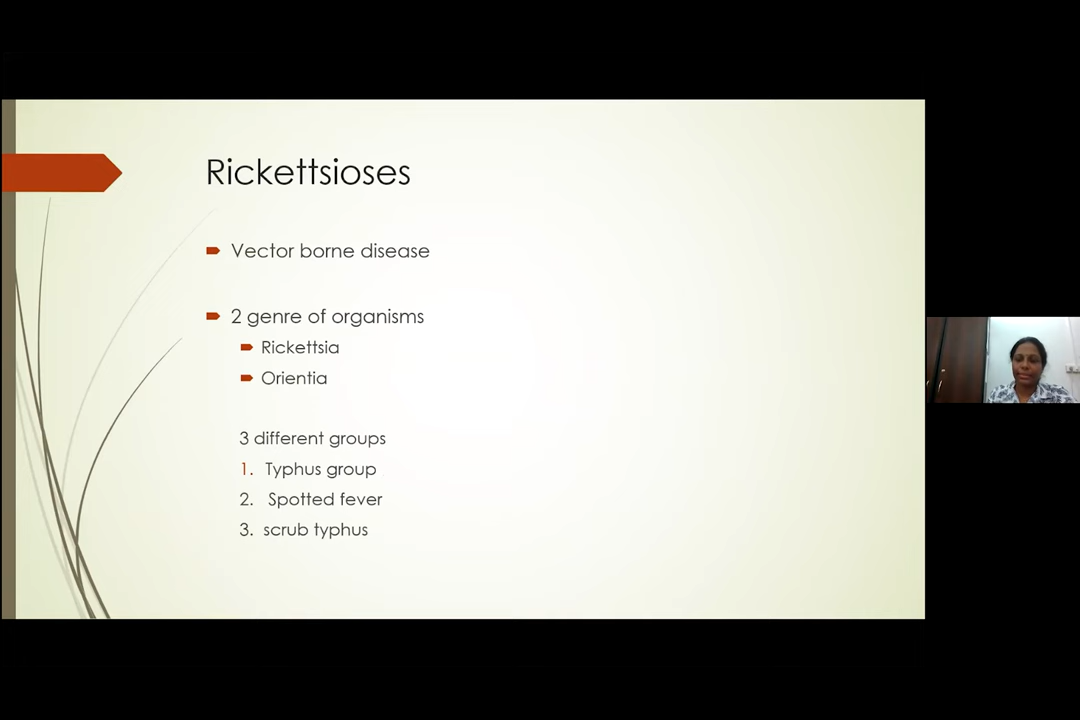 Rickettsioses
Vector borne disease
2 genre of organisms
Rickettsia
Orientia
3 different groups
1. Typhus group
2. Spotted fever
3. scrub typhus